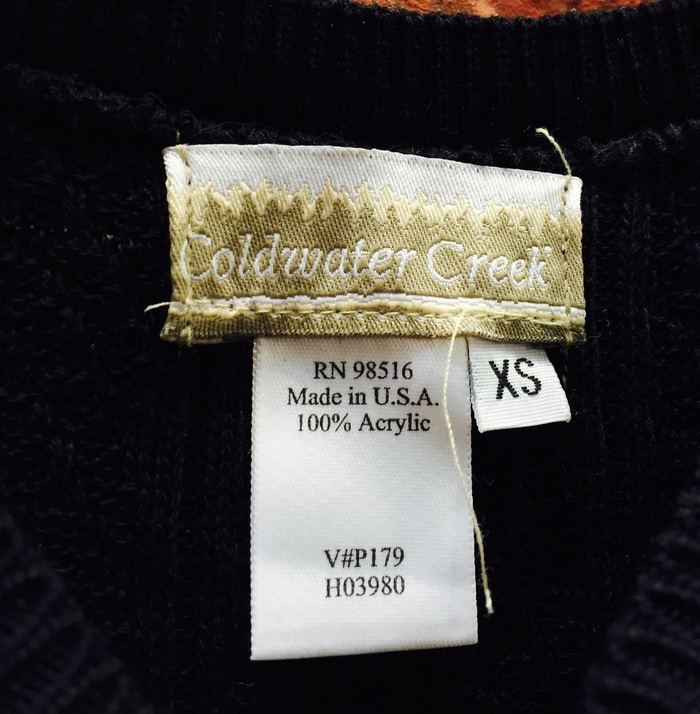 Coldwater Creek
XS
RN 98516
Made in U.S.A.
100% Acrylic
V#P179
H03980